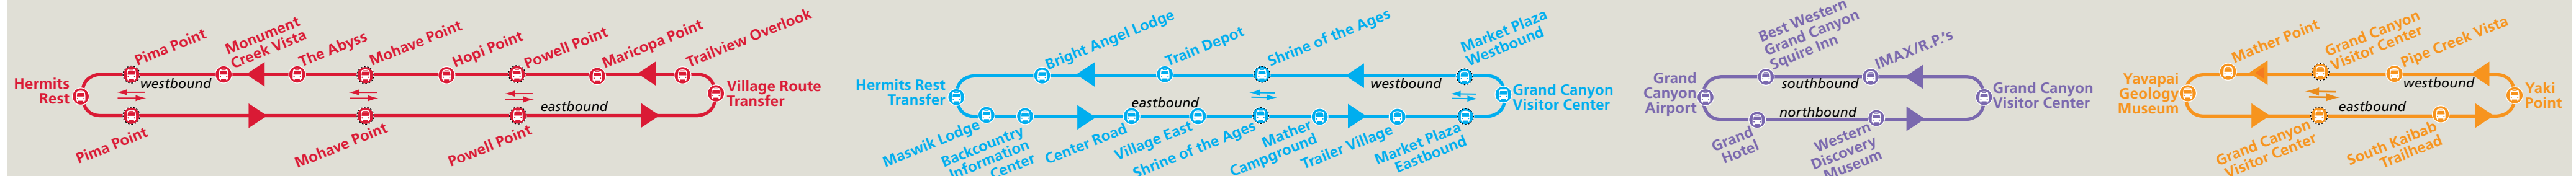 Hermits
Rest
Pima Point
westbound
Monument
Creek Vista
The Abyss
Mohave Point
Hopi Point
Powell Point
Maricopa Point
Trailview Overlook
Village Route
Transfer
eastbound
Pima Point
Mohave Point
Powell Point
Hermits Rest
Transfer
Bright Angel Lodge
Train Depot
Shrine of the Ages
Market Plaza
Westbound
westbound
Grand Canyon
Visitor Center
eastbound
Maswik Lodge
Backcountry
Information
Center
Center Road
Village East
Shrine of the Ages
Mather
Campground
Trailer Village
Market Plaza
Eastbound
Grand
Canyon
Airport
Best Western
Grand Canyon
Squire Inn
IMAX/R.P.'s
southbound
Grand Canyon
Visitor Center
northbound
Grand
Hotel
Western
Discovery
Museum
Yavapai
Geology
Museum
Mather Point
Grand Canyon
Visitor Center
Pipe Creek Vista
westbound
Yaki
Point
eastbound
Grand Canyon
Visitor Center
South Kaibab
Trailhead